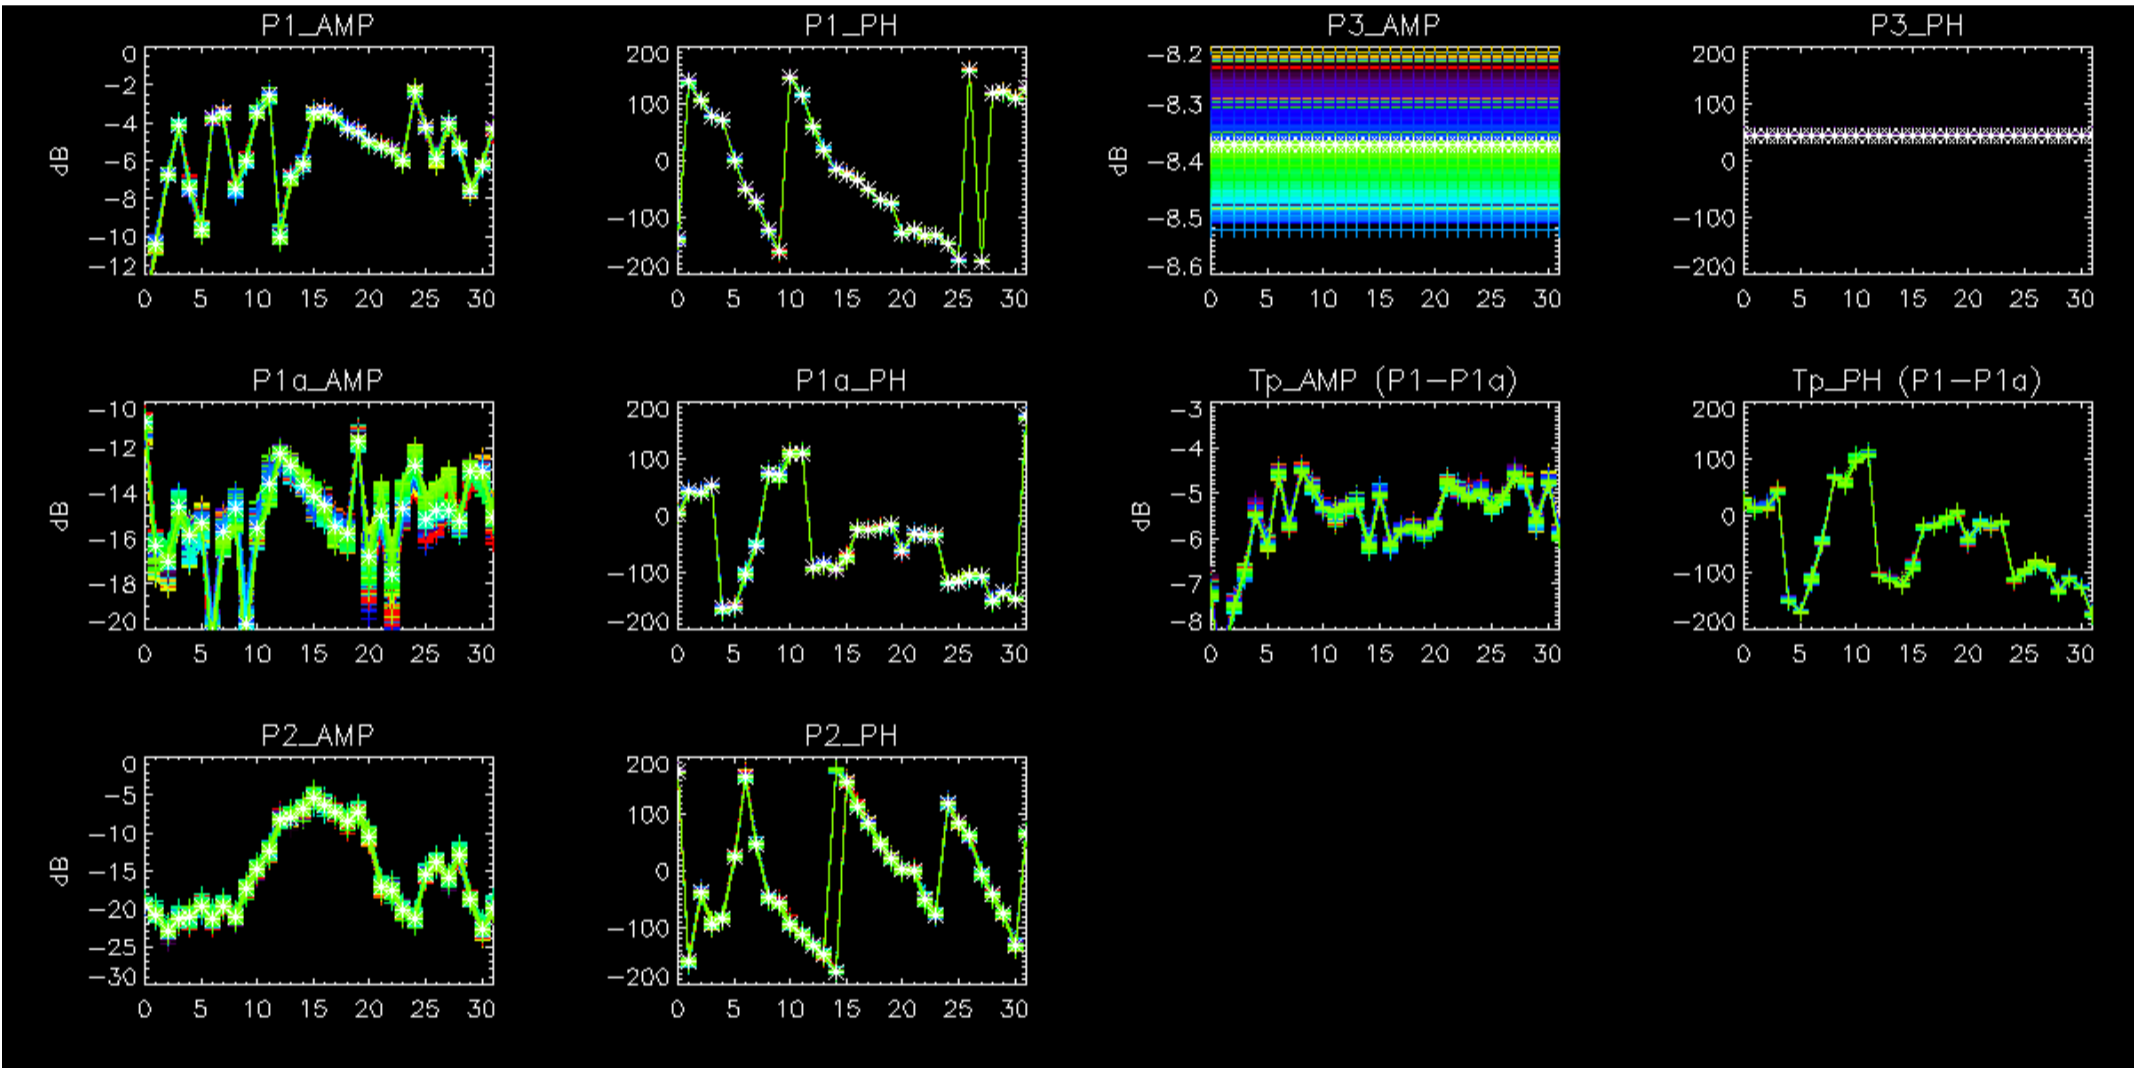 P1_AMP
0
−2
−4
−6
−8
−10
−12
dB
0 5 10 15 20 25 30
P1_PH
200
100
0
−100
−200
0 5 10 15 20 25 30
P3_AMP
−8.2
−8.3
−8.4
−8.5
−8.6
dB
0 5 10 15 20 25 30
P3_PH
200
100
0
−100
−200
0 5 10 15 20 25 30
P1a_AMP
−10
−12
−14
−16
−18
−20
dB
0 5 10 15 20 25 30
P1a_PH
200
100
0
−100
−200
0 5 10 15 20 25 30
Tp_AMP (P1−P1a)
−3
−4
−5
−6
−7
−8
dB
0 5 10 15 20 25 30
Tp_PH (P1−P1a)
200
100
0
−100
−200
0 5 10 15 20 25 30
P2_AMP
0
−5
−10
−15
−20
−25
−30
dB
0 5 10 15 20 25 30
P2_PH
200
100
0
−100
−200
0 5 10 15 20 25 30